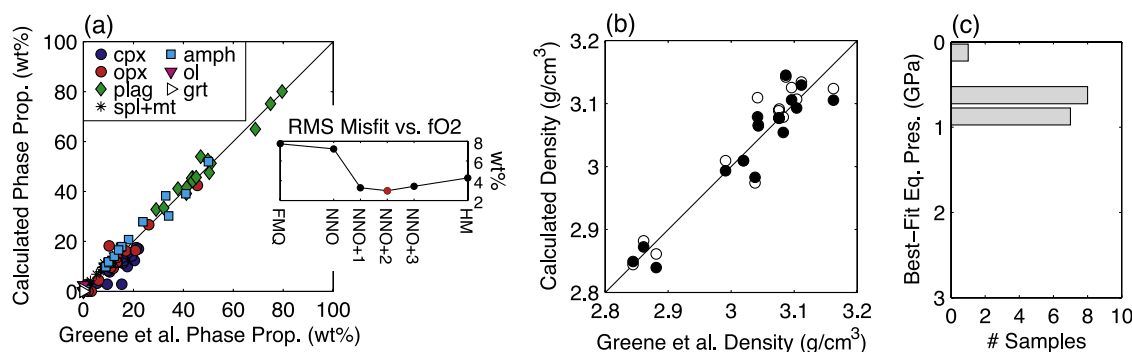 (a)
100
80
60
40
20
0
Calculated Phase Prop. (wt%)
cpx
opx
plag
spl+mt
amph
ol
grt
RMS Misfit vs. fO2
8
6
4
2
wt%
FMQ
NNO
NNO+1
NNO+2
NNO+3
HM
0 20 40 60 80 100
Greene et al. Phase Prop. (wt%)
(b)
3.2
3.1
3
2.9
2.8
Calculated Density (g/cm3)
2.8 2.9 3 3.1 3.2
Greene et al. Density (g/cm3)
(c)
0
1
2
3
Best-Fit Eq. Pres. (GPa)
0 2 4 6 8 10
# Samples